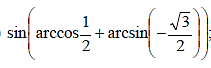 ) sin(arccos 1/2 + arcsin(-√3/2));